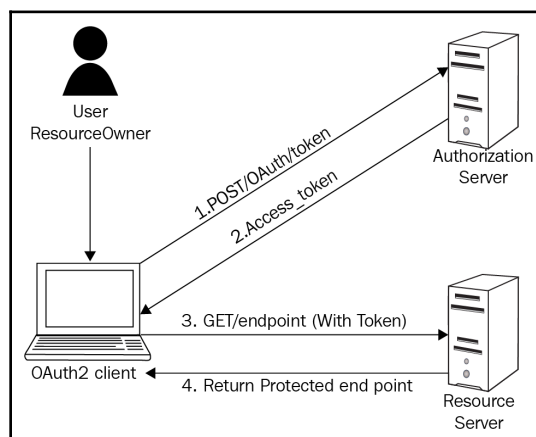 User
ResourceOwner
Authorization
Server
1.POST/OAuth/token
2.Access_token
3. GET/endpoint (With Token)
OAuth2 client
4. Return Protected end point
Resource
Server